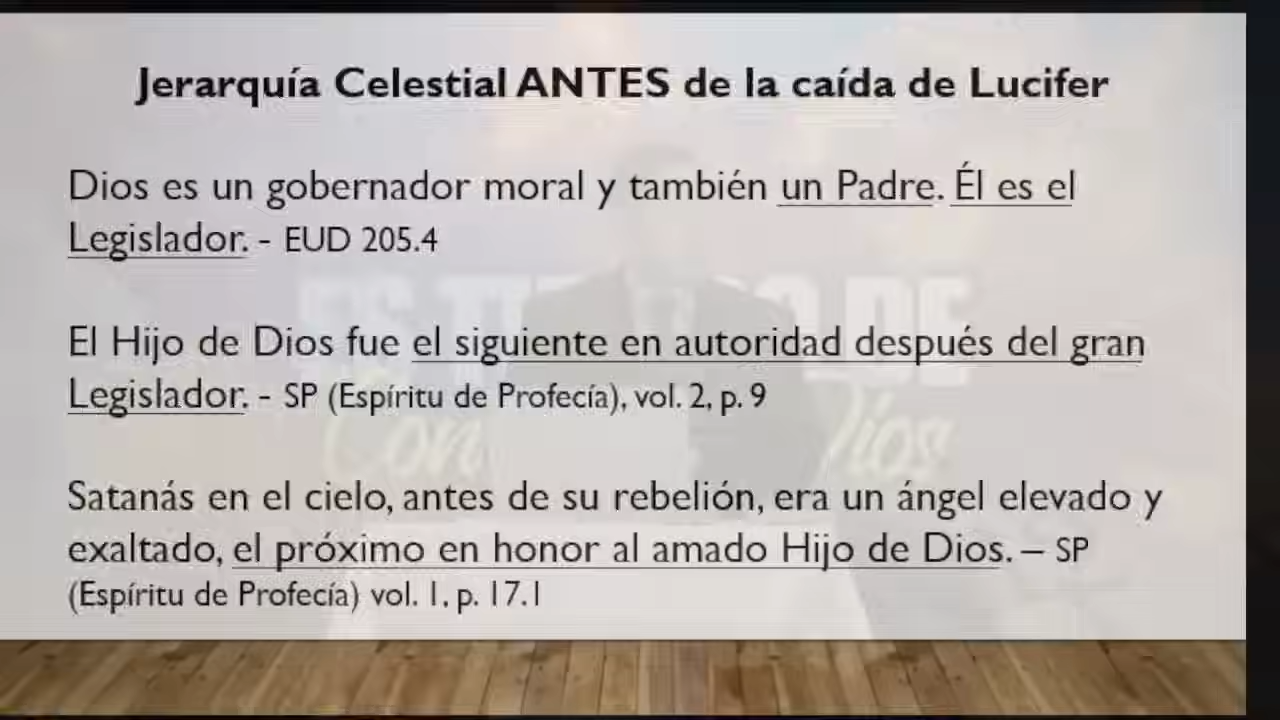 Jerarquía Celestial ANTES de la caída de Lucifer
Dios es un gobernador moral y también un Padre. Él es el
Legislador. - EUD 205.4
El Hijo de Dios fue el siguiente en autoridad después del gran
Legislador. - SP (Espíritu de Profecía), vol. 2, p. 9
Satanás en el cielo, antes de su rebelión, era un ángel elevado y
exaltado, el próximo en honor al amado Hijo de Dios. – SP
(Espíritu de Profecía) vol. 1, p. 17.1